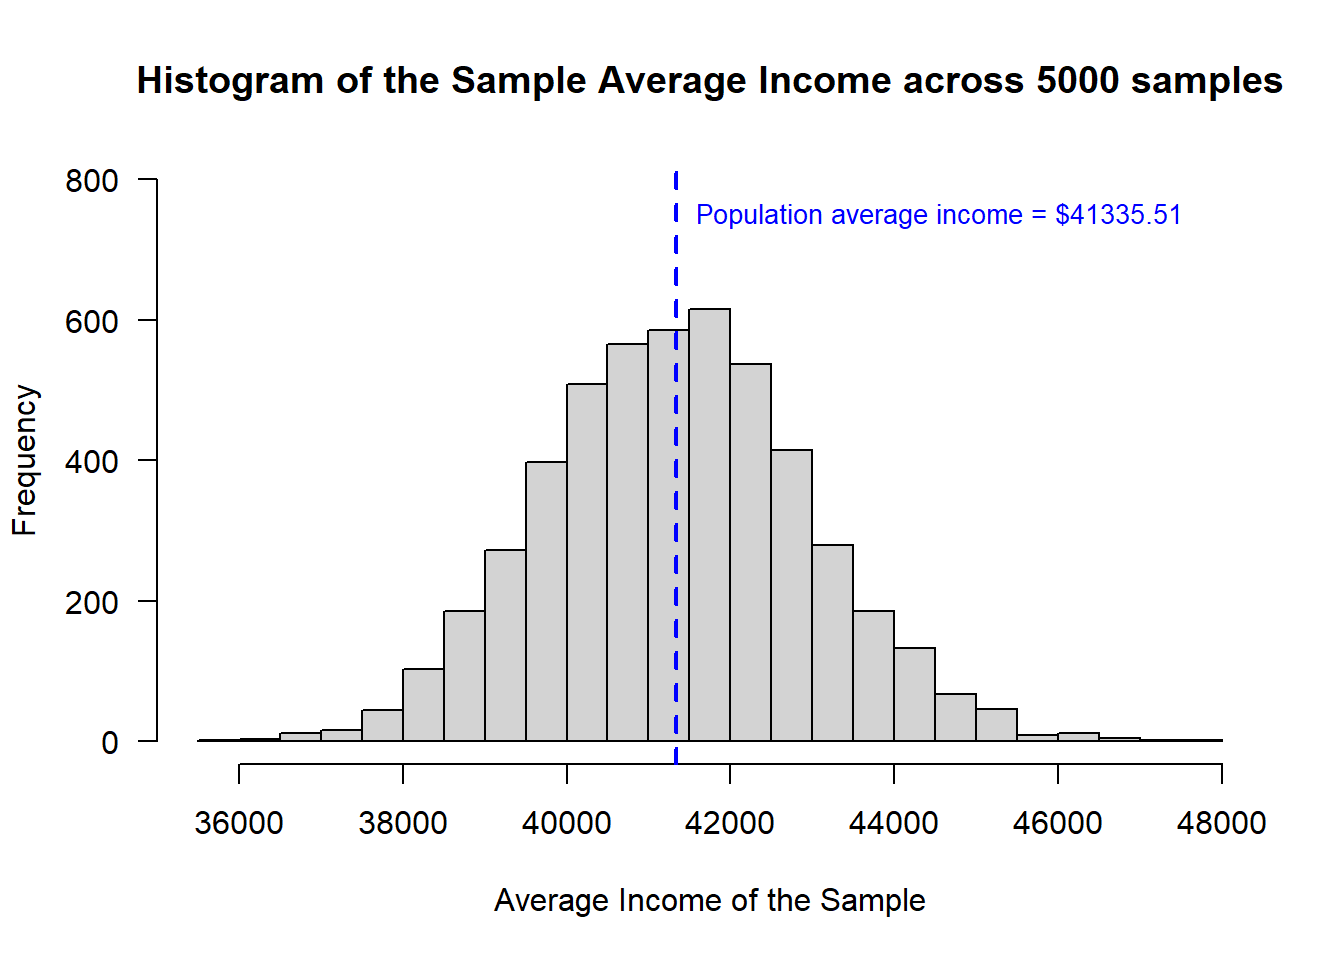 Histogram of the Sample Average Income across 5000 samples
800
Population average income = $41335.51
600
400
200
0
Frequency
36000 38000 40000 42000 44000 46000 48000
Average Income of the Sample